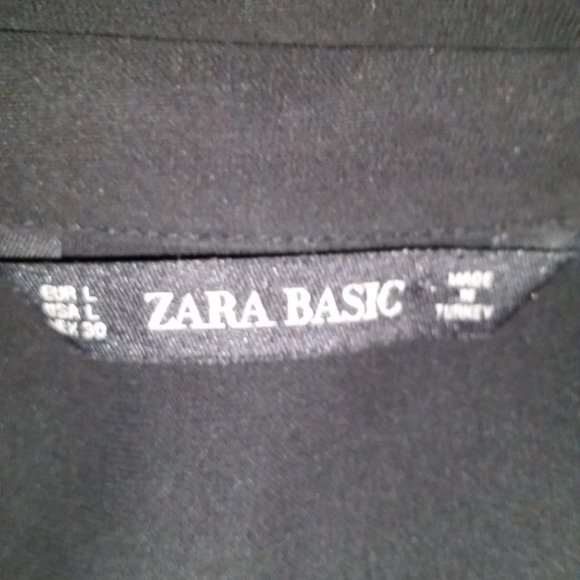 EUR L
USA L
MEX 30
ZARA BASIC
MADE
IN
TURKEY